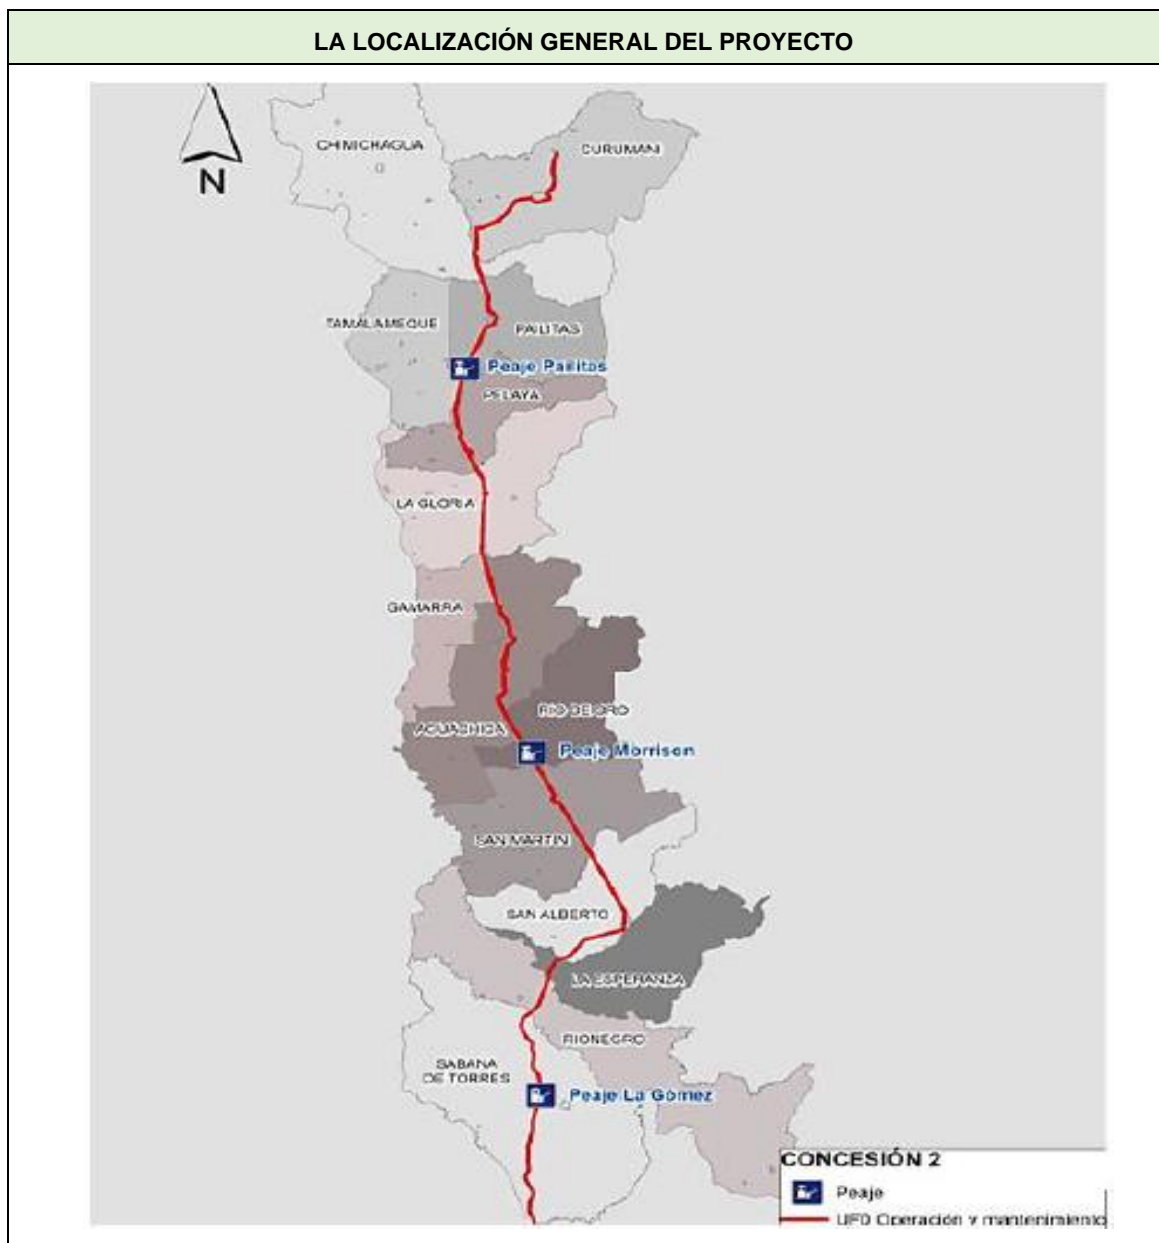 LA LOCALIZACIÓN GENERAL DEL PROYECTO
CHIMICHAGUA
CURUMANI
N
TAMALAMEQUE
PAILITAS
Peaje Pailitas
PELAYA
LA GLORIA
GAMARRA
RIO DE ORO
AGUACHICA
Peaje Morrison
SAN MARTIN
SAN ALBERTO
LA ESPERANZA
RIONEGRO
SABANA
DE TORRES
Peaje La Gómez
CONCESIÓN 2
Peaje
UF0 Operación y mantenimiento